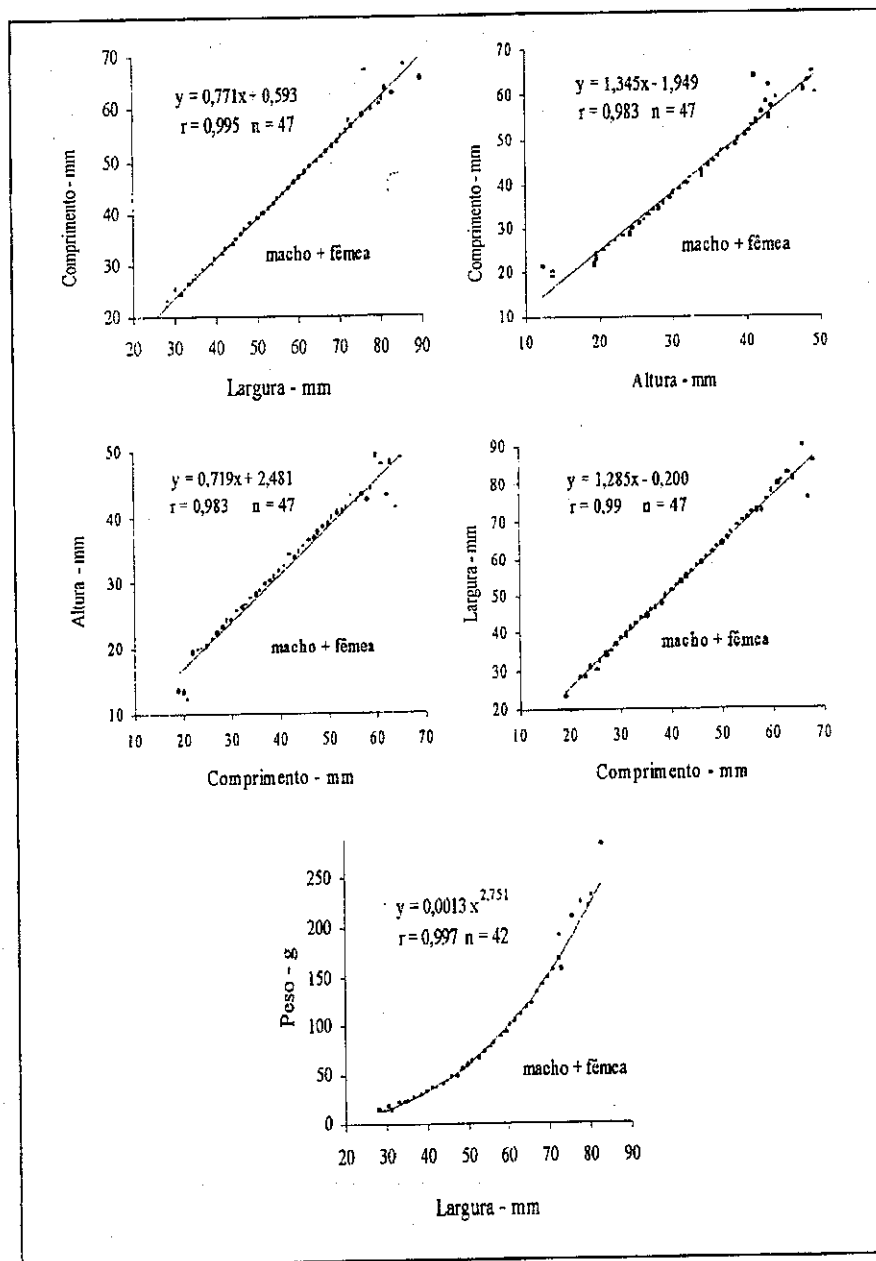 70
60
50
40
30
20
Comprimento - mm
y = 0,771x + 0,593
r = 0,995 n = 47
macho + fêmea
20 30 40 50 60 70 80 90
Largura - mm
70
60
50
40
30
20
10
Comprimento - mm
y = 1,345x - 1,949
r = 0,983 n = 47
macho + fêmea
10 20 30 40 50
Altura - mm
50
40
30
20
10
Altura - mm
y = 0,719x + 2,481
r = 0,983 n = 47
macho + fêmea
10 20 30 40 50 60 70
Comprimento - mm
90
80
70
60
50
40
30
20
Largura - mm
y = 1,285x - 0,200
r = 0,99 n = 47
macho + fêmea
10 20 30 40 50 60 70
Comprimento - mm
250
200
150
100
50
0
Peso - g
y = 0,0013 x^2,751
r = 0,997 n = 42
macho + fêmea
20 30 40 50 60 70 80 90
Largura - mm